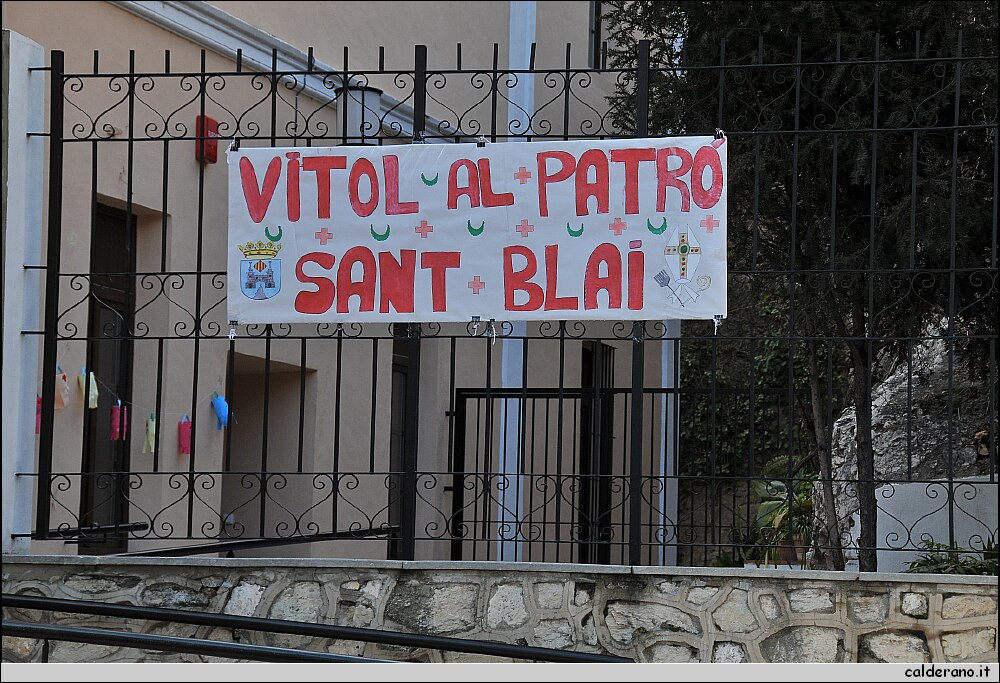 VITOL AL PATRÓ
SANT BLAI
calderano.it